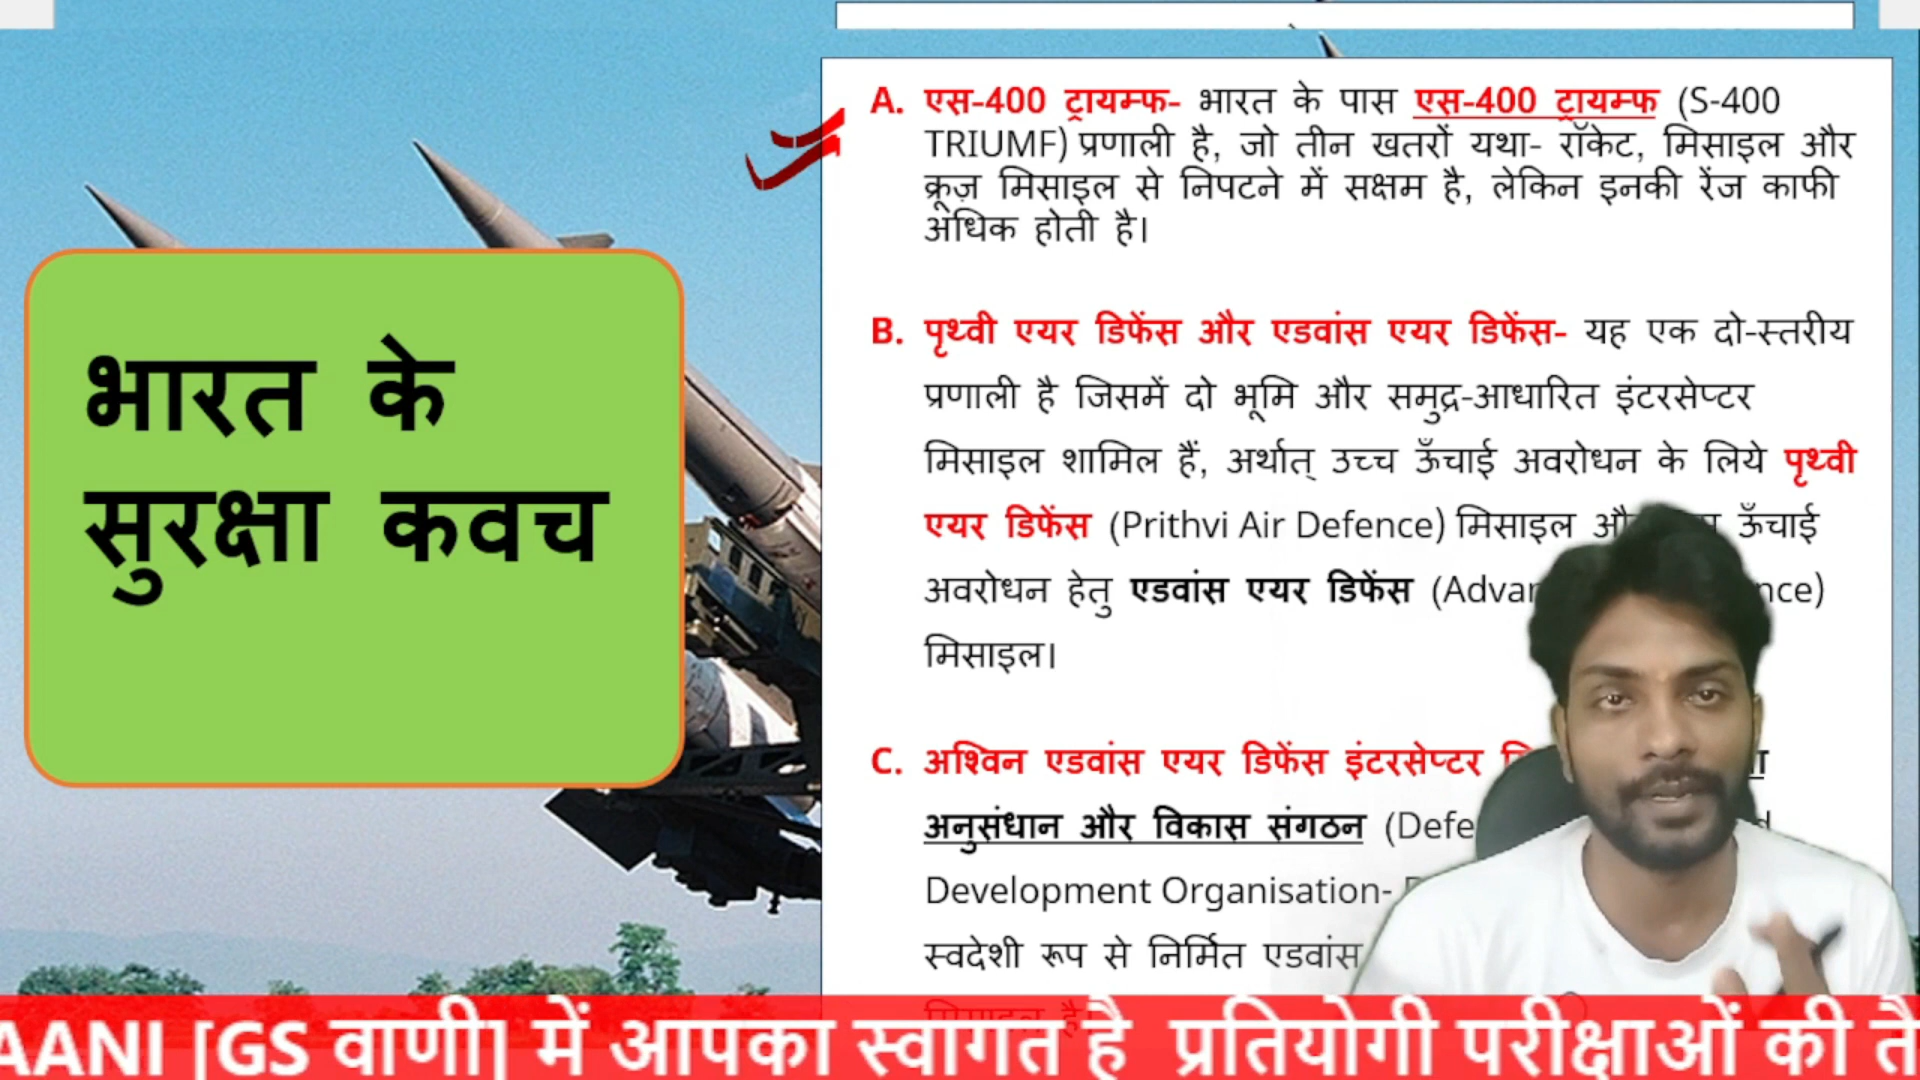 भारत के
सुरक्षा कवच
A. एस-400 ट्रायम्फ- भारत के पास एस-400 ट्रायम्फ (S-400
TRIUMF) प्रणाली है, जो तीन खतरों यथा- रॉकेट, मिसाइल और
क्रूज़ मिसाइल से निपटने में सक्षम है, लेकिन इनकी रेंज काफी
अधिक होती है।
B. पृथ्वी एयर डिफेंस और एडवांस एयर डिफेंस- यह एक दो-स्तरीय
प्रणाली है जिसमें दो भूमि और समुद्र-आधारित इंटरसेप्टर
मिसाइल शामिल हैं, अर्थात् उच्च ऊँचाई अवरोधन के लिये पृथ्वी
एयर डिफेंस (Prithvi Air Defence) मिसाइल ऊँचाई
अवरोधन हेतु एडवांस एयर डिफेंस
मिसाइल।
C. अश्विन एडवांस एयर डिफेंस इंटरसेप्टर
अनुसंधान और विकास संगठन
Development Organisation-
स्वदेशी रूप से निर्मित एडवांस
मिसाइल है
AANI [GS वाणी] में आपका स्वागत है प्रतियोगी परीक्षाओं की